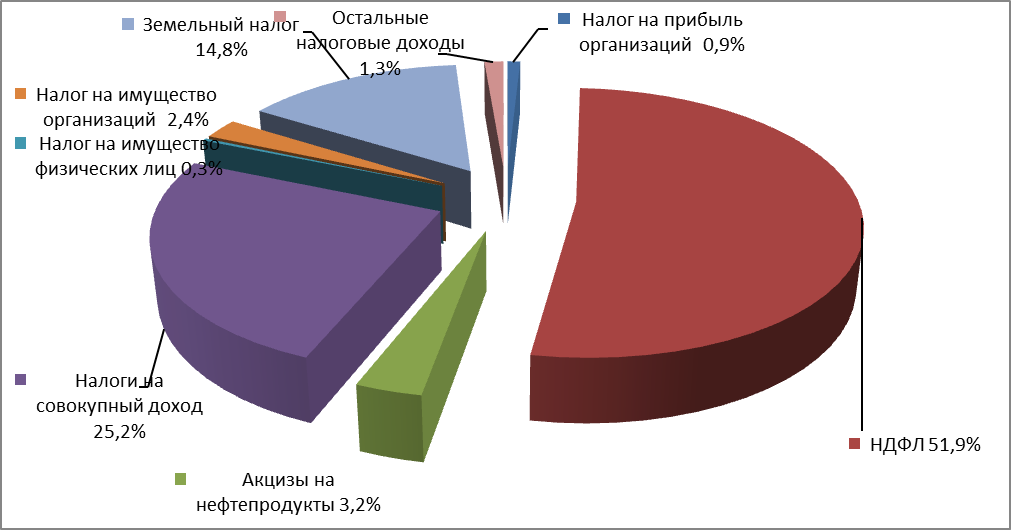 Земельный налог
14,8%
Остальные
налоговые доходы
1,3%
Налог на прибыль
организаций 0,9%
Налог на имущество
организаций 2,4%
Налог на имущество
физических лиц 0,3%
Налоги на
совокупный доход
25,2%
Акцизы на
нефтепродукты 3,2%
НДФЛ 51,9%